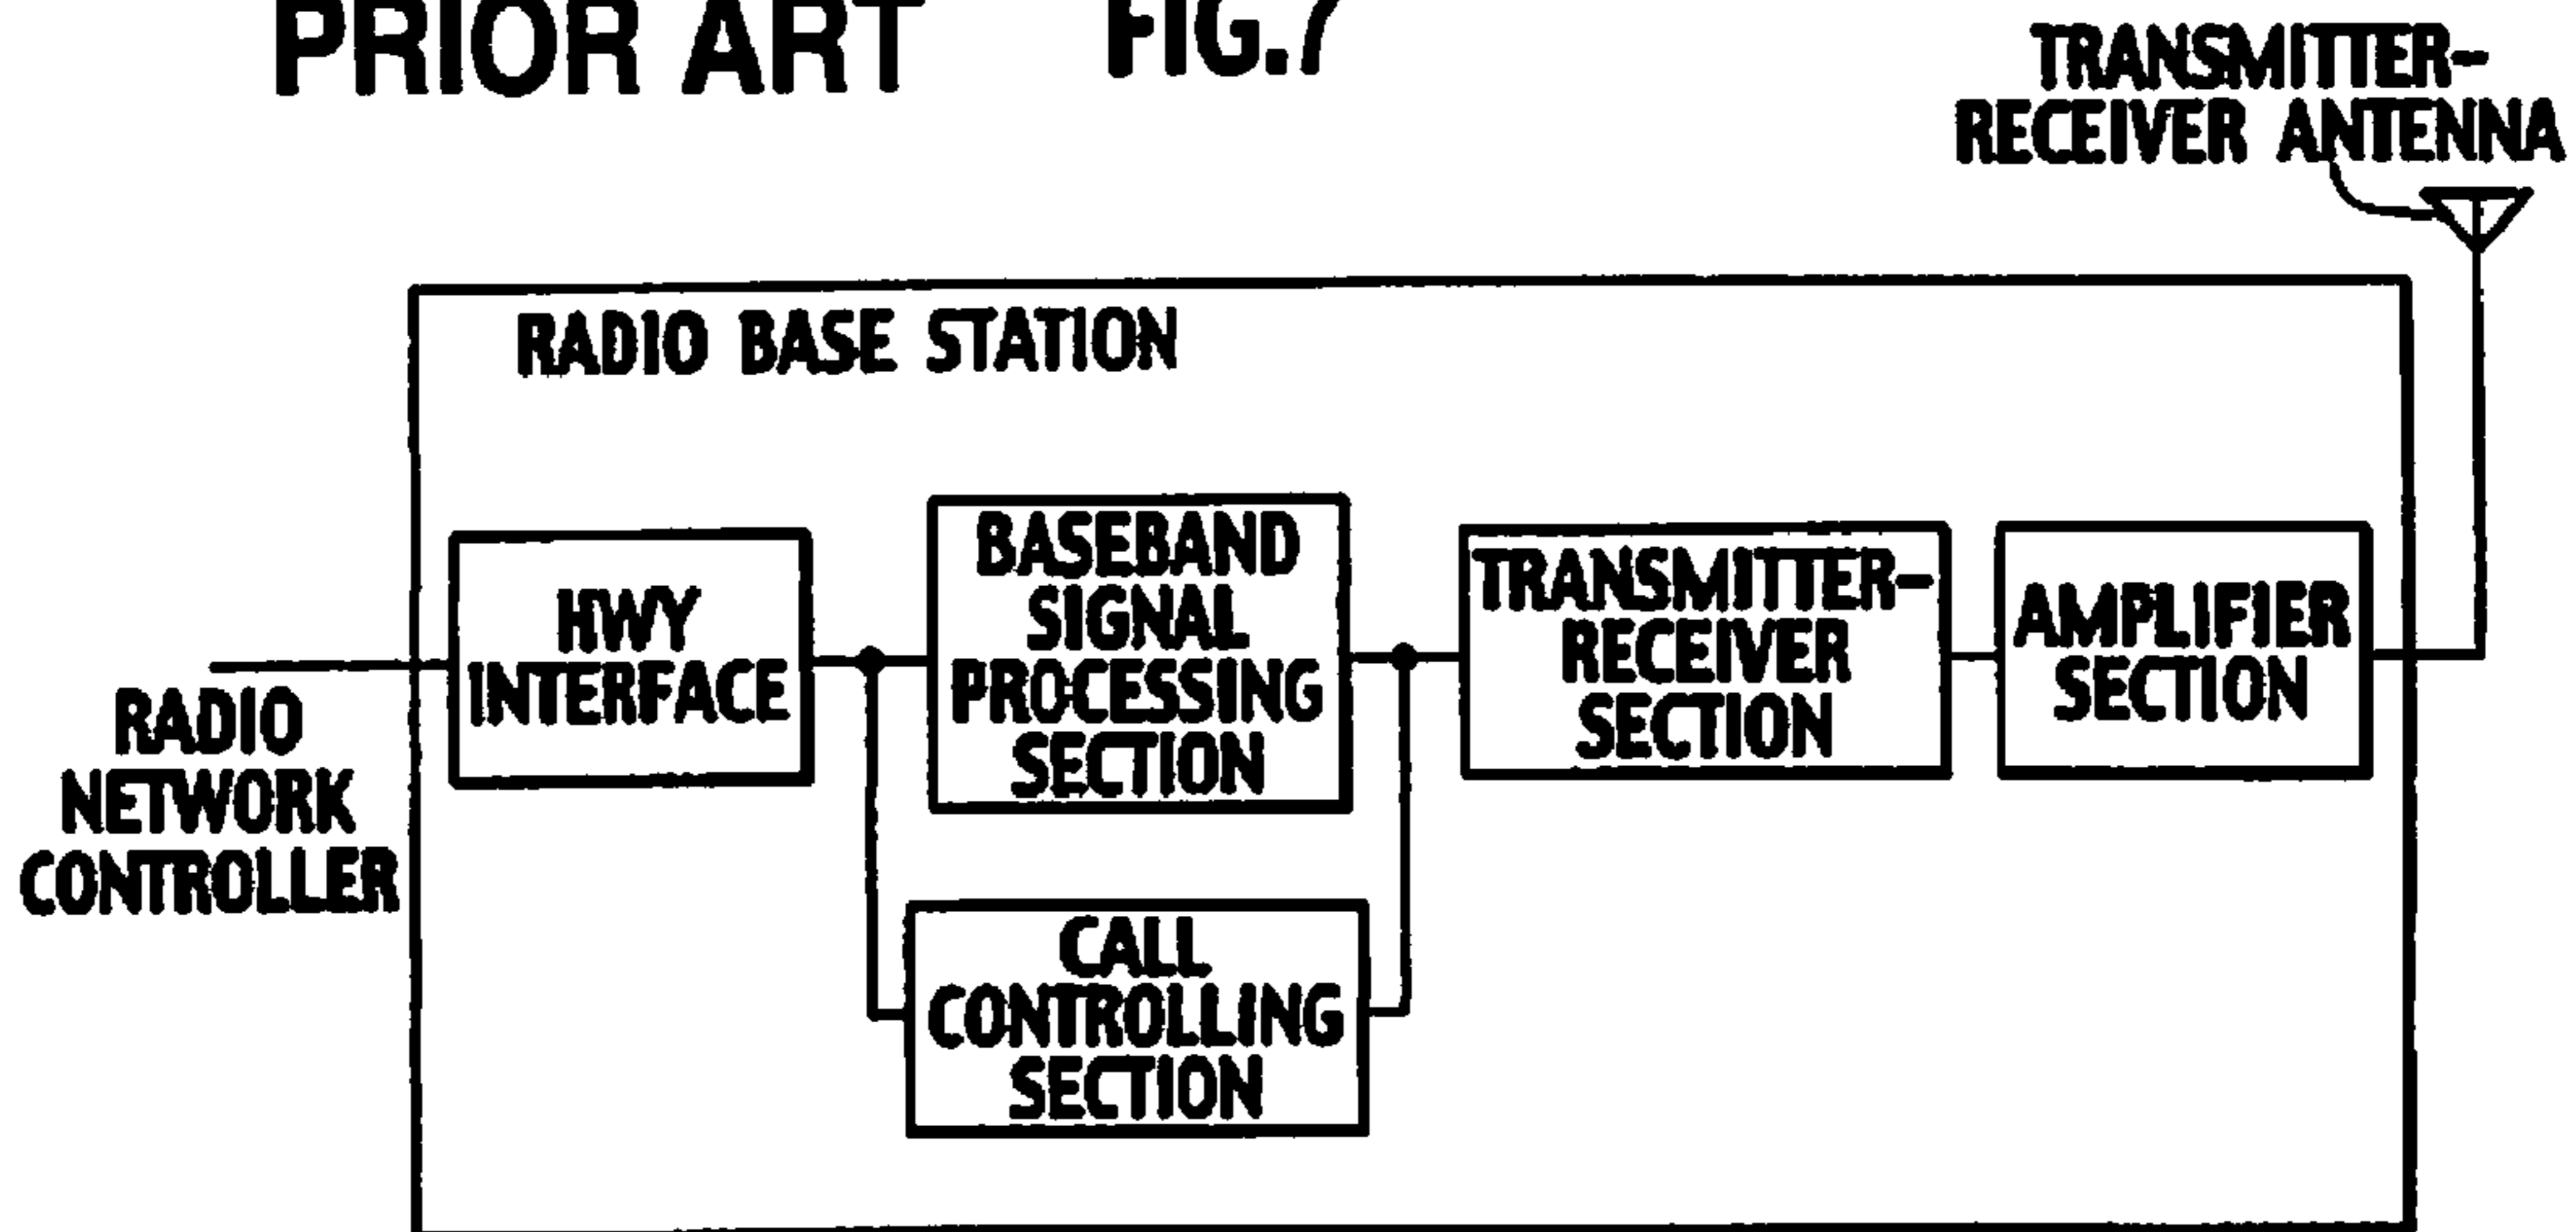 PRIOR ART FIG.7
TRANSMITTER-
RECEIVER ANTENNA
RADIO BASE STATION
HWY
INTERFACE
BASEBAND
SIGNAL
PROCESSING
SECTION
TRANSMITTER-
RECEIVER
SECTION
AMPLIFIER
SECTION
RADIO
NETWORK
CONTROLLER
CALL
CONTROLLING
SECTION